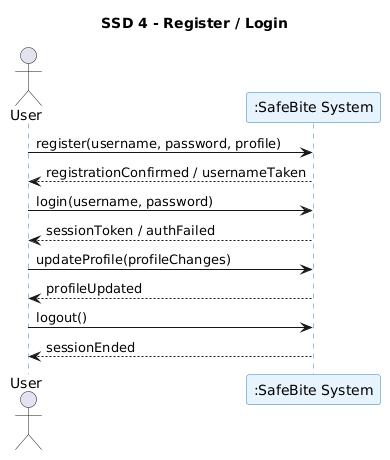 SSD 4 - Register / Login
User
:SafeBite System
register(username, password, profile)
registrationConfirmed / usernameTaken
login(username, password)
sessionToken / authFailed
updateProfile(profileChanges)
profileUpdated
logout()
sessionEnded
User
:SafeBite System